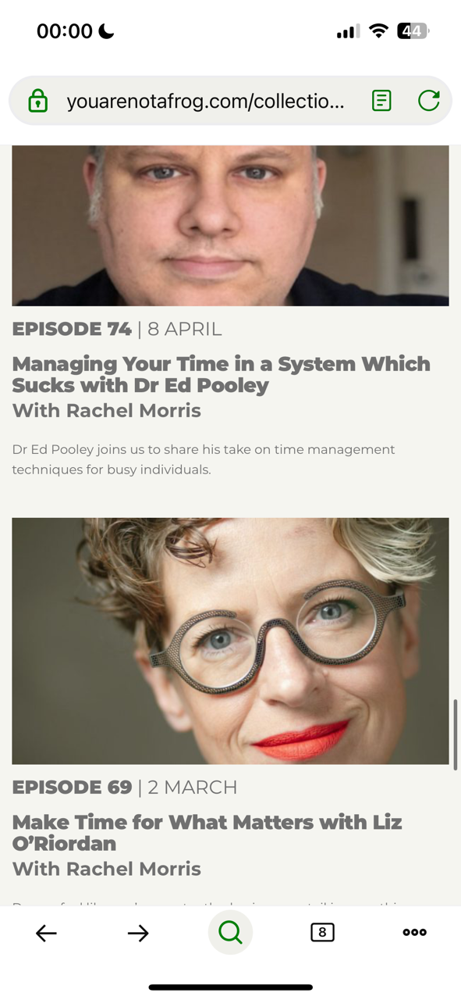 00:00
44
youarenotafrog.com/collectio...
EPISODE 74 | 8 APRIL
Managing Your Time in a System Which
Sucks with Dr Ed Pooley
With Rachel Morris
Dr Ed Pooley joins us to share his take on time management
techniques for busy individuals.
EPISODE 69 | 2 MARCH
Make Time for What Matters with Liz
O’Riordan
With Rachel Morris
8